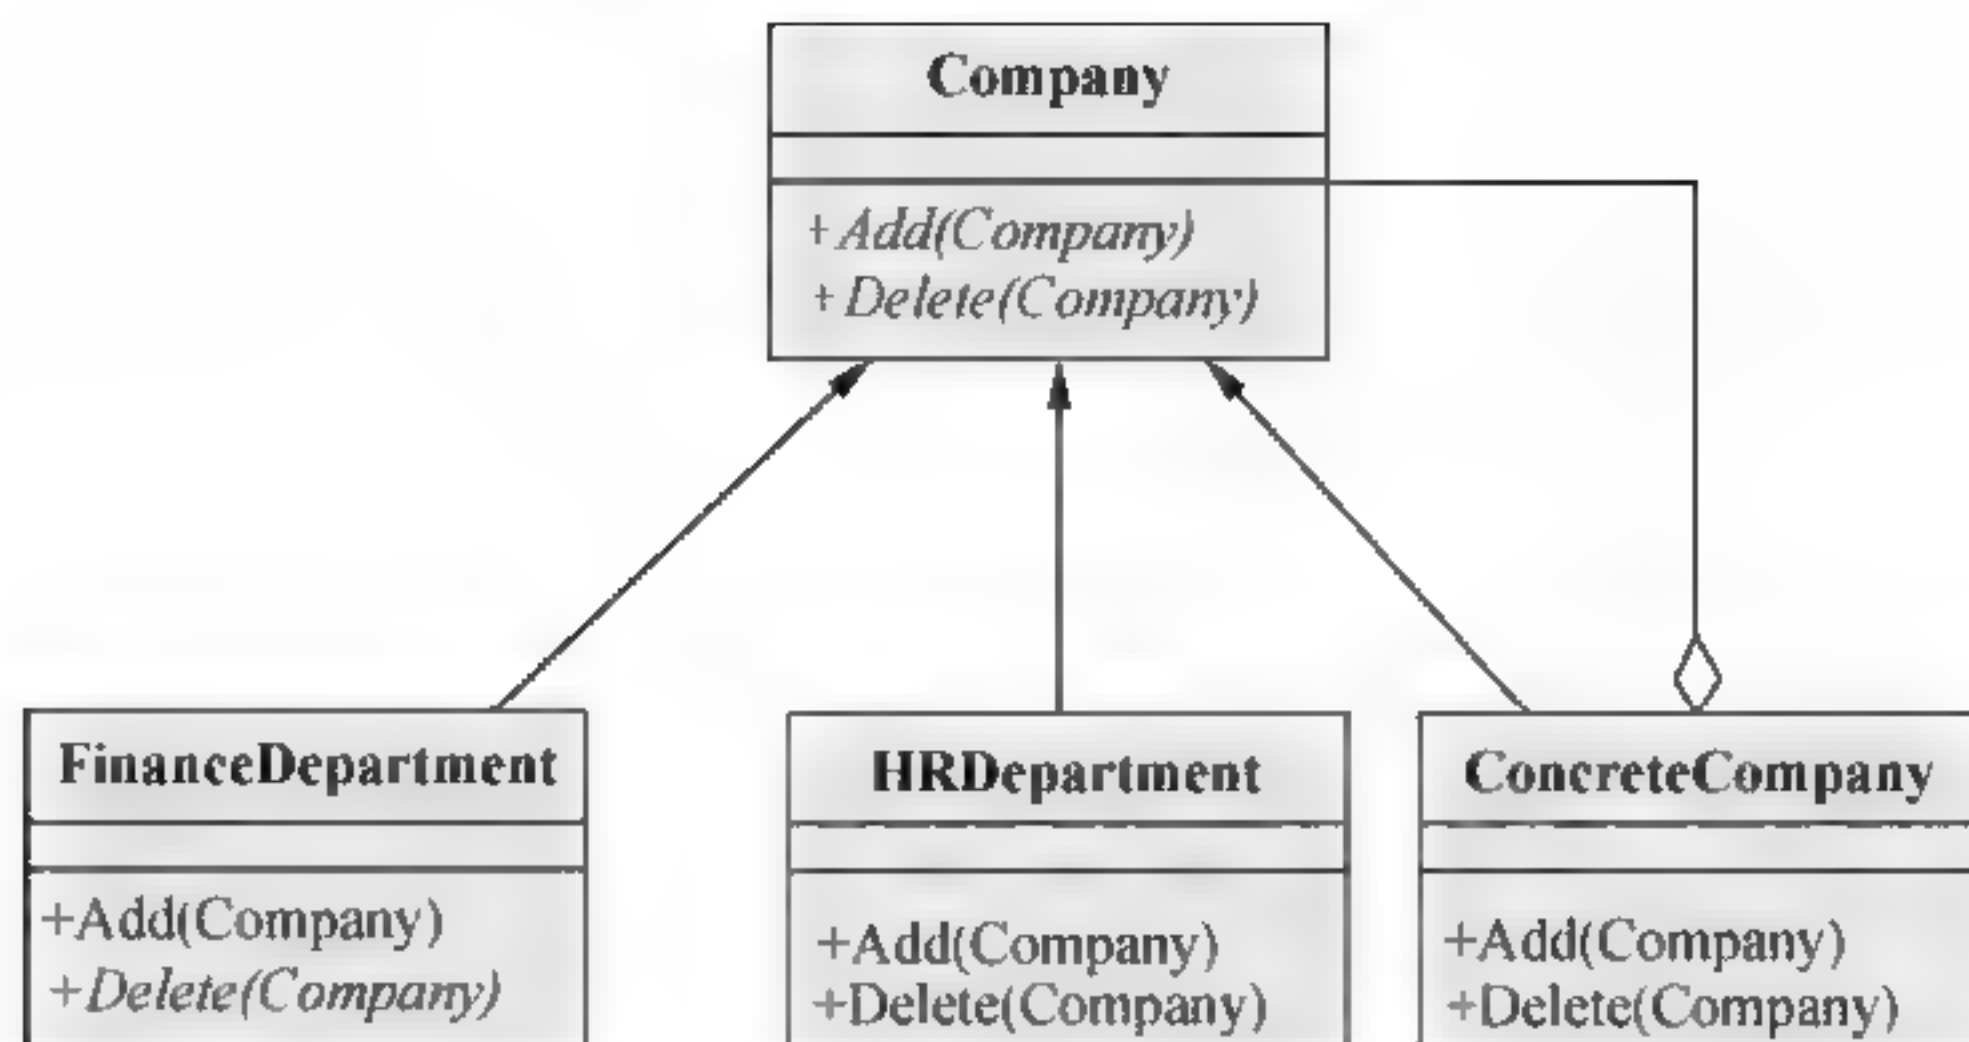 Company
+Add(Company)
+Delete(Company)
FinanceDepartment
+Add(Company)
+Delete(Company)
HRDepartment
+Add(Company)
+Delete(Company)
ConcreteCompany
+Add(Company)
+Delete(Company)